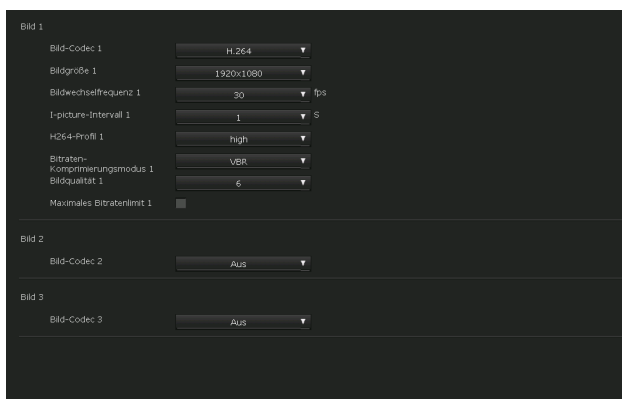 Bild 1
Bild-Codec 1 H.264
Bildgröße 1 1920x1080
Bildwechselfrequenz 1 30 fps
I-picture-Intervall 1 1 S
H264-Profil 1 high
Bitraten-
Komprimierungsmodus 1 VBR
Bildqualität 1 6
Maximales Bitratenlimit 1
Bild 2
Bild-Codec 2 Aus
Bild 3
Bild-Codec 3 Aus